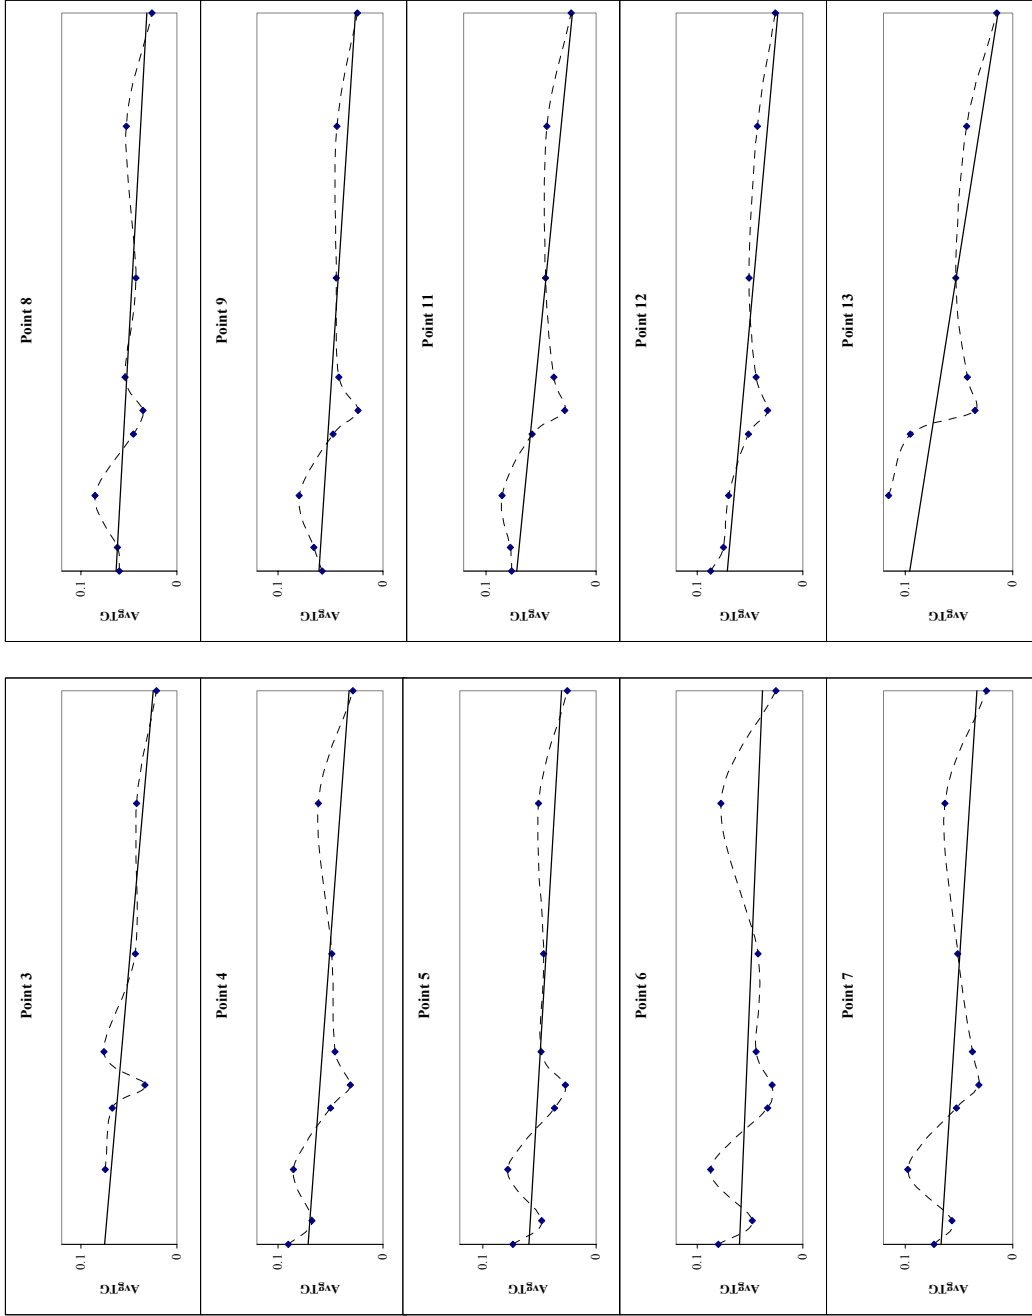 Point 3
AvgTG
0.1
0
Point 4
AvgTG
0.1
0
Point 5
AvgTG
0.1
0
Point 6
AvgTG
0.1
0
Point 7
AvgTG
0.1
0
Point 8
AvgTG
0.1
0
Point 9
AvgTG
0.1
0
Point 11
AvgTG
0.1
0
Point 12
AvgTG
0.1
0
Point 13
AvgTG
0.1
0